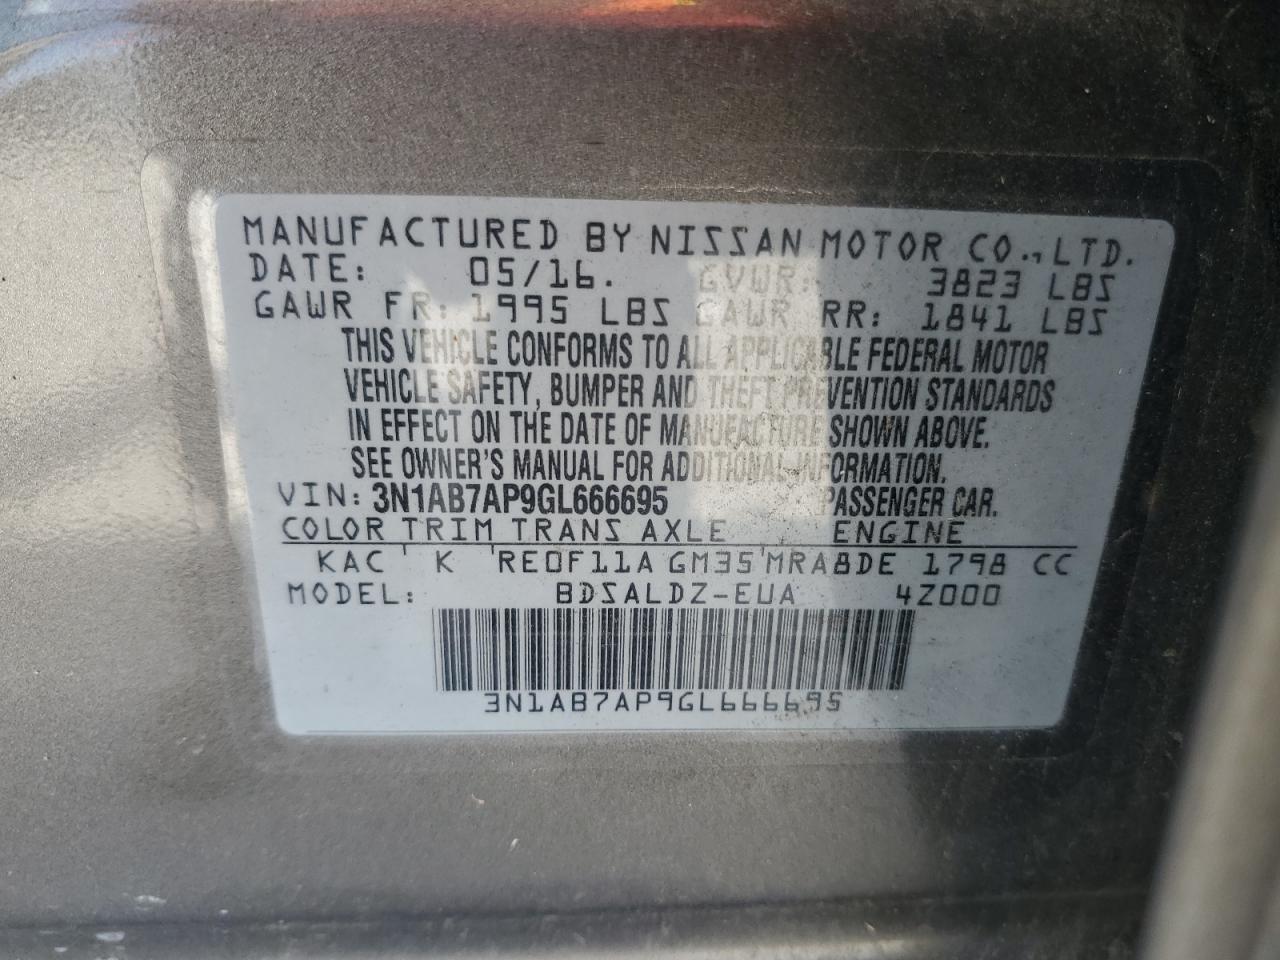 MANUFACTURED BY NISSAN MOTOR CO., LTD.
DATE: 05/16. GVWR: 3823 LBS
GAWR FR: 1995 LBS GAWR RR: 1841 LBS
THIS VEHICLE CONFORMS TO ALL APPLICABLE FEDERAL MOTOR
VEHICLE SAFETY, BUMPER AND THEFT PREVENTION STANDARDS
IN EFFECT ON THE DATE OF MANUFACTURE SHOWN ABOVE.
SEE OWNER'S MANUAL FOR ADDITIONAL INFORMATION.
VIN: 3N1AB7AP9GL666695 PASSENGER CAR.
COLOR TRIM TRANS AXLE ENGINE
KAC ' K 'RE0F11A GM35'MRA8DE 1798 CC
MODEL: BDSALDZ-EUA 4Z000
3N1AB7AP9GL666695